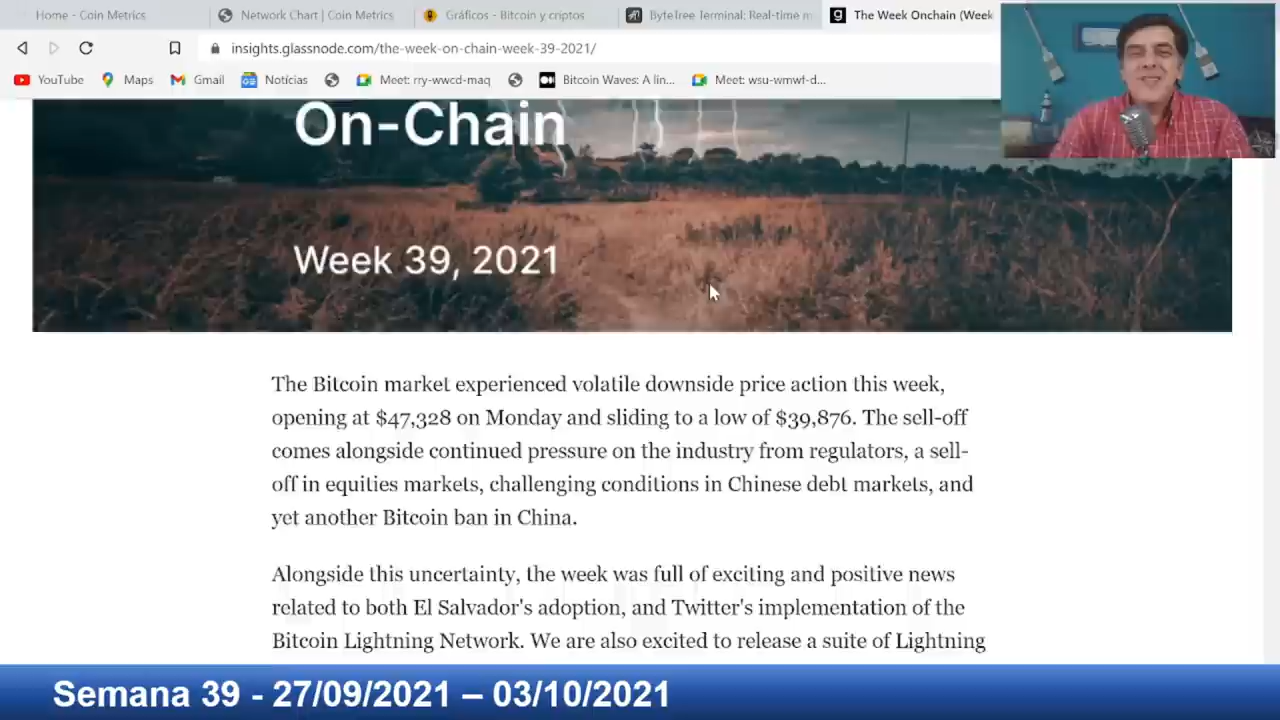 Home - Coin Metrics
Network Chart | Coin Metrics
Gráficos - Bitcoin y criptos
ByteTree Terminal: Real-time m
The Week Onchain (Week
insights.glassnode.com/the-week-on-chain-week-39-2021/
YouTube
Maps
Gmail
Notícias
Meet: rry-wwcd-maq
Bitcoin Waves: A lin...
Meet: wsu-wmwf-d...
On-Chain
Week 39, 2021
The Bitcoin market experienced volatile downside price action this week,
opening at $47,328 on Monday and sliding to a low of $39,876. The sell-off
comes alongside continued pressure on the industry from regulators, a sell-
off in equities markets, challenging conditions in Chinese debt markets, and
yet another Bitcoin ban in China.
Alongside this uncertainty, the week was full of exciting and positive news
related to both El Salvador's adoption, and Twitter's implementation of the
Bitcoin Lightning Network. We are also excited to release a suite of Lightning
Semana 39 - 27/09/2021 – 03/10/2021